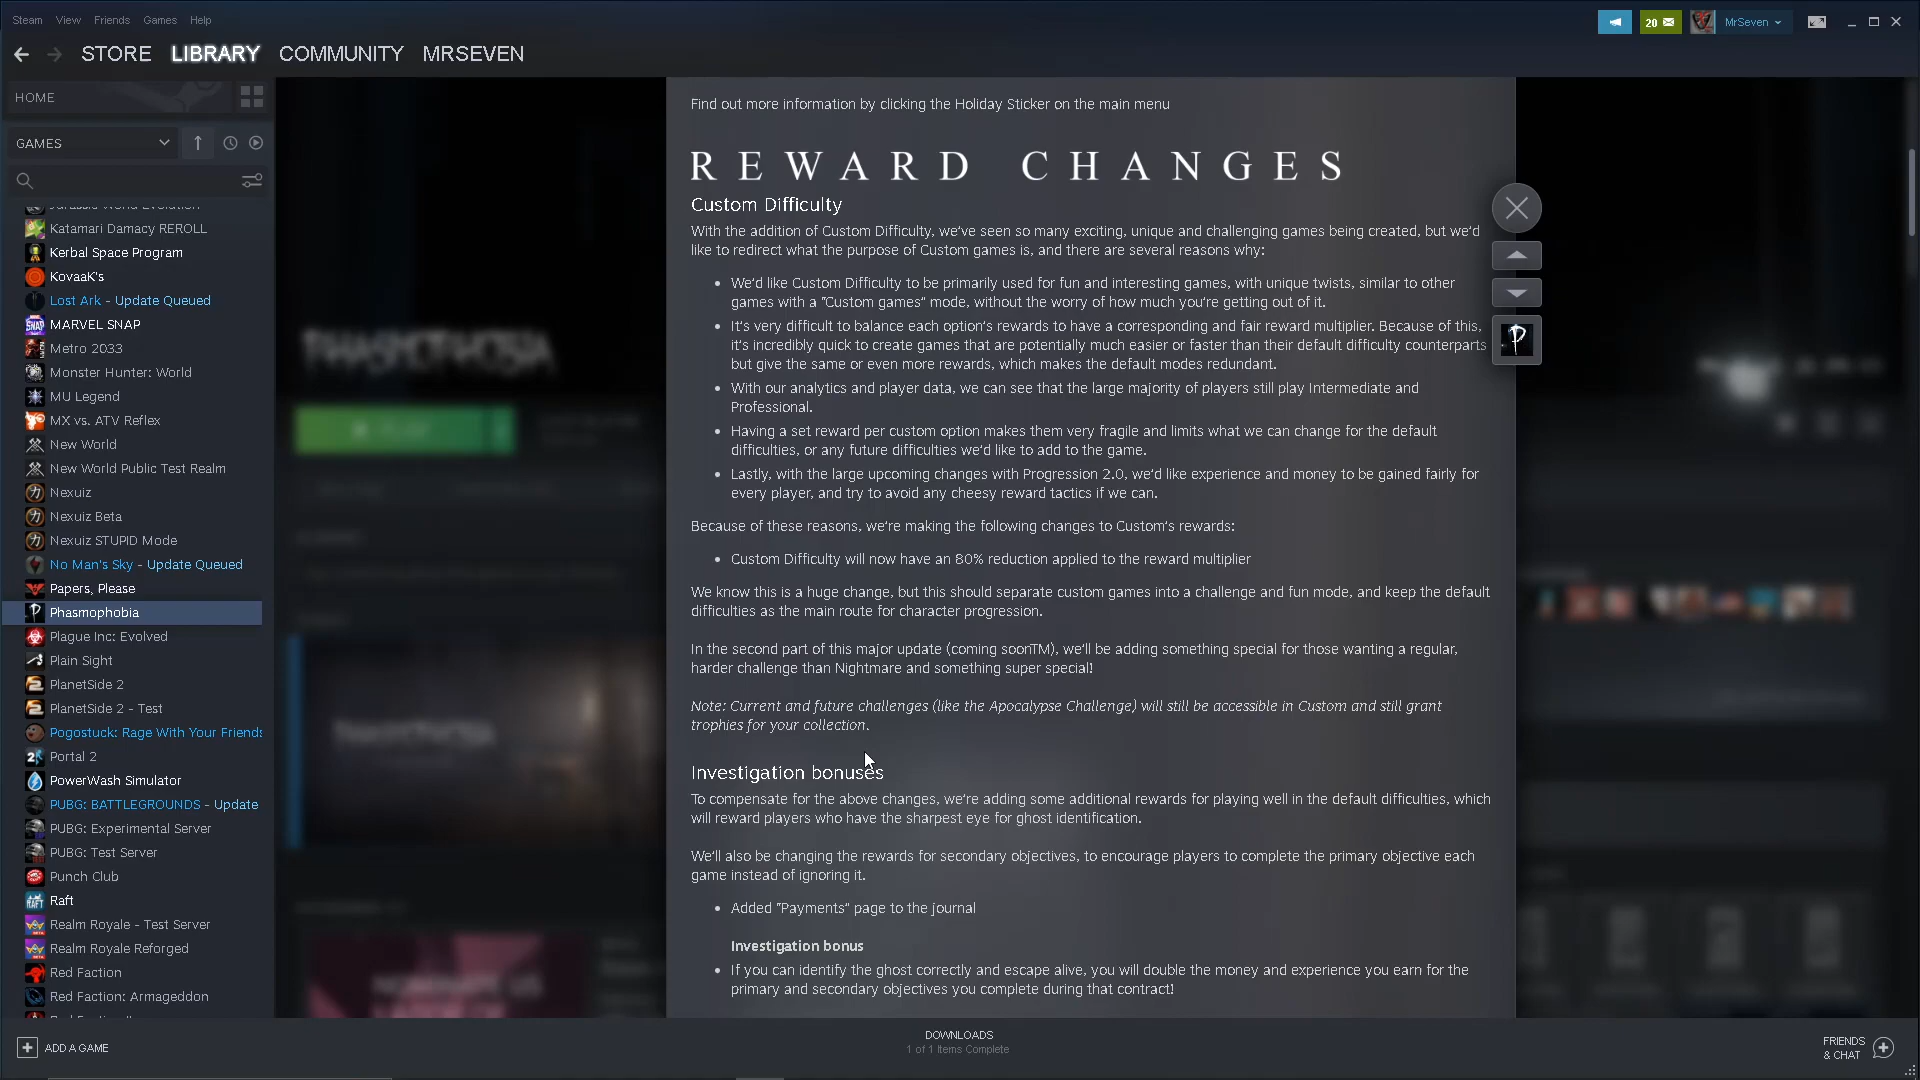 Steam View Friends Games Help
20
MrSeven
STORE LIBRARY COMMUNITY MRSEVEN
HOME
GAMES
Jurassic World Evolution
Katamari Damacy REROLL
Kerbal Space Program
KovaaK's
Lost Ark - Update Queued
MARVEL SNAP
Metro 2033
Monster Hunter: World
MU Legend
MX vs. ATV Reflex
New World
New World Public Test Realm
Nexuiz
Nexuiz Beta
Nexuiz STUPID Mode
No Man's Sky - Update Queued
Papers, Please
Phasmophobia
Plague Inc: Evolved
Plain Sight
PlanetSide 2
PlanetSide 2 - Test
Pogostuck: Rage With Your Friends
Portal 2
PowerWash Simulator
PUBG: BATTLEGROUNDS - Update
PUBG: Experimental Server
PUBG: Test Server
Punch Club
Raft
Realm Royale - Test Server
Realm Royale Reforged
Red Faction
Red Faction: Armageddon
PHASMOPHOBIA
PLAY
Find out more information by clicking the Holiday Sticker on the main menu
REWARD CHANGES
Custom Difficulty
With the addition of Custom Difficulty, we've seen so many exciting, unique and challenging games being created, but we'd
like to redirect what the purpose of Custom games is, and there are several reasons why:
• We'd like Custom Difficulty to be primarily used for fun and interesting games, with unique twists, similar to other
games with a "Custom games" mode, without the worry of how much you're getting out of it.
• It's very difficult to balance each option's rewards to have a corresponding and fair reward multiplier. Because of this,
it's incredibly quick to create games that are potentially much easier or faster than their default difficulty counterparts
but give the same or even more rewards, which makes the default modes redundant.
• With our analytics and player data, we can see that the large majority of players still play Intermediate and
Professional.
• Having a set reward per custom option makes them very fragile and limits what we can change for the default
difficulties, or any future difficulties we'd like to add to the game.
• Lastly, with the large upcoming changes with Progression 2.0, we'd like experience and money to be gained fairly for
every player, and try to avoid any cheesy reward tactics if we can.
Because of these reasons, we're making the following changes to Custom's rewards:
• Custom Difficulty will now have an 80% reduction applied to the reward multiplier
We know this is a huge change, but this should separate custom games into a challenge and fun mode, and keep the default
difficulties as the main route for character progression.
In the second part of this major update (coming soonTM), we'll be adding something special for those wanting a regular,
harder challenge than Nightmare and something super special!
Note: Current and future challenges (like the Apocalypse Challenge) will still be accessible in Custom and still grant
trophies for your collection.
Investigation bonuses
To compensate for the above changes, we're adding some additional rewards for playing well in the default difficulties, which
will reward players who have the sharpest eye for ghost identification.
We'll also be changing the rewards for secondary objectives, to encourage players to complete the primary objective each
game instead of ignoring it.
• Added "Payments" page to the journal
Investigation bonus
• If you can identify the ghost correctly and escape alive, you will double the money and experience you earn for the
primary and secondary objectives you complete during that contract!
ADD A GAME
DOWNLOADS
1 of 1 Items Complete
FRIENDS
& CHAT